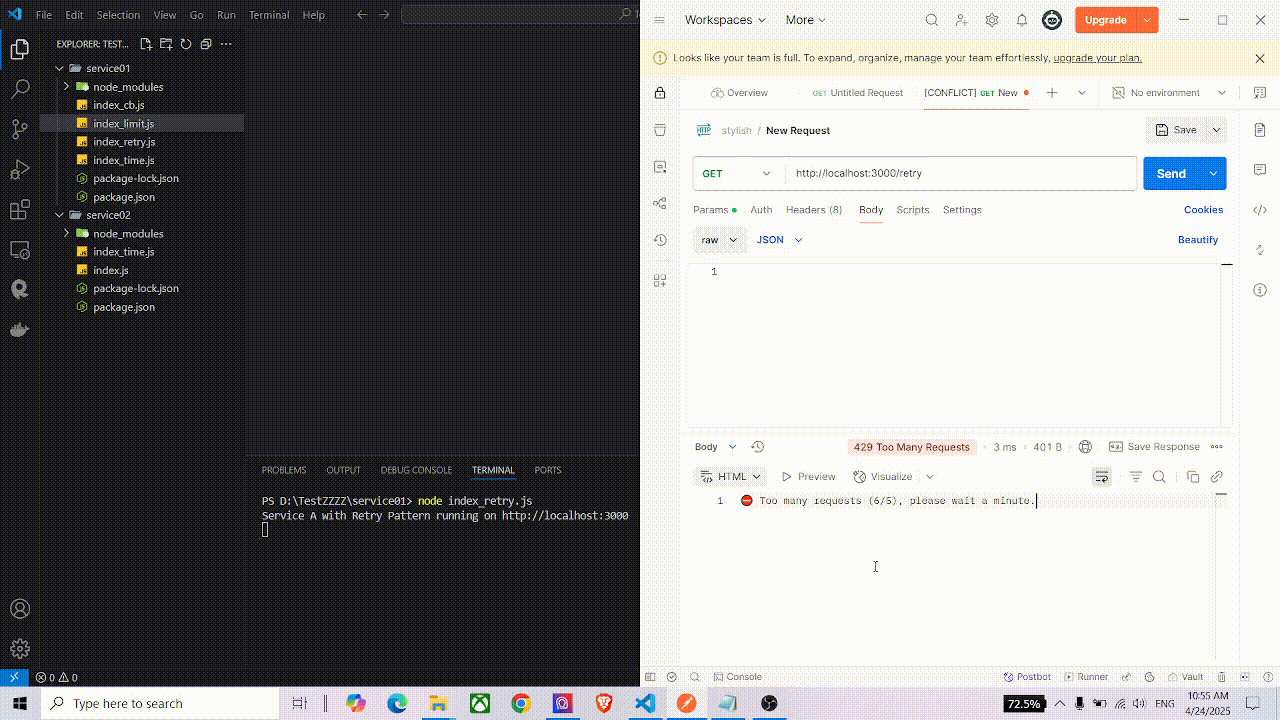 File Edit Selection View Go Run Terminal Help
EXPLORER: TEST...
service01
node_modules
index_cb.js
index_limit.js
index_retry.js
index_time.js
package-lock.json
package.json
service02
node_modules
index_time.js
index.js
package-lock.json
package.json
PROBLEMS OUTPUT DEBUG CONSOLE TERMINAL PORTS
PS D:\TestZZZZ\service01> node index_retry.js
Service A with Retry Pattern running on http://localhost:3000
0 0
Workspaces More Upgrade
Looks like your team is full. To expand, organize, manage your team effortlessly, upgrade your plan.
Overview GET Untitled Request [CONFLICT] GET New No environment
HTTP stylish / New Request Save
GET http://localhost:3000/retry Send
Params Auth Headers (8) Body Scripts Settings Cookies
raw JSON Beautify
1
Body 429 Too Many Requests 3 ms 401 B Save Response
HTML Preview Visualize
1 ⛔ Too many requests (6/5), please wait a minute.
Console Postbot Runner Vault
Type here to search 72.5% ENG 10:55 AM
4/24/2025